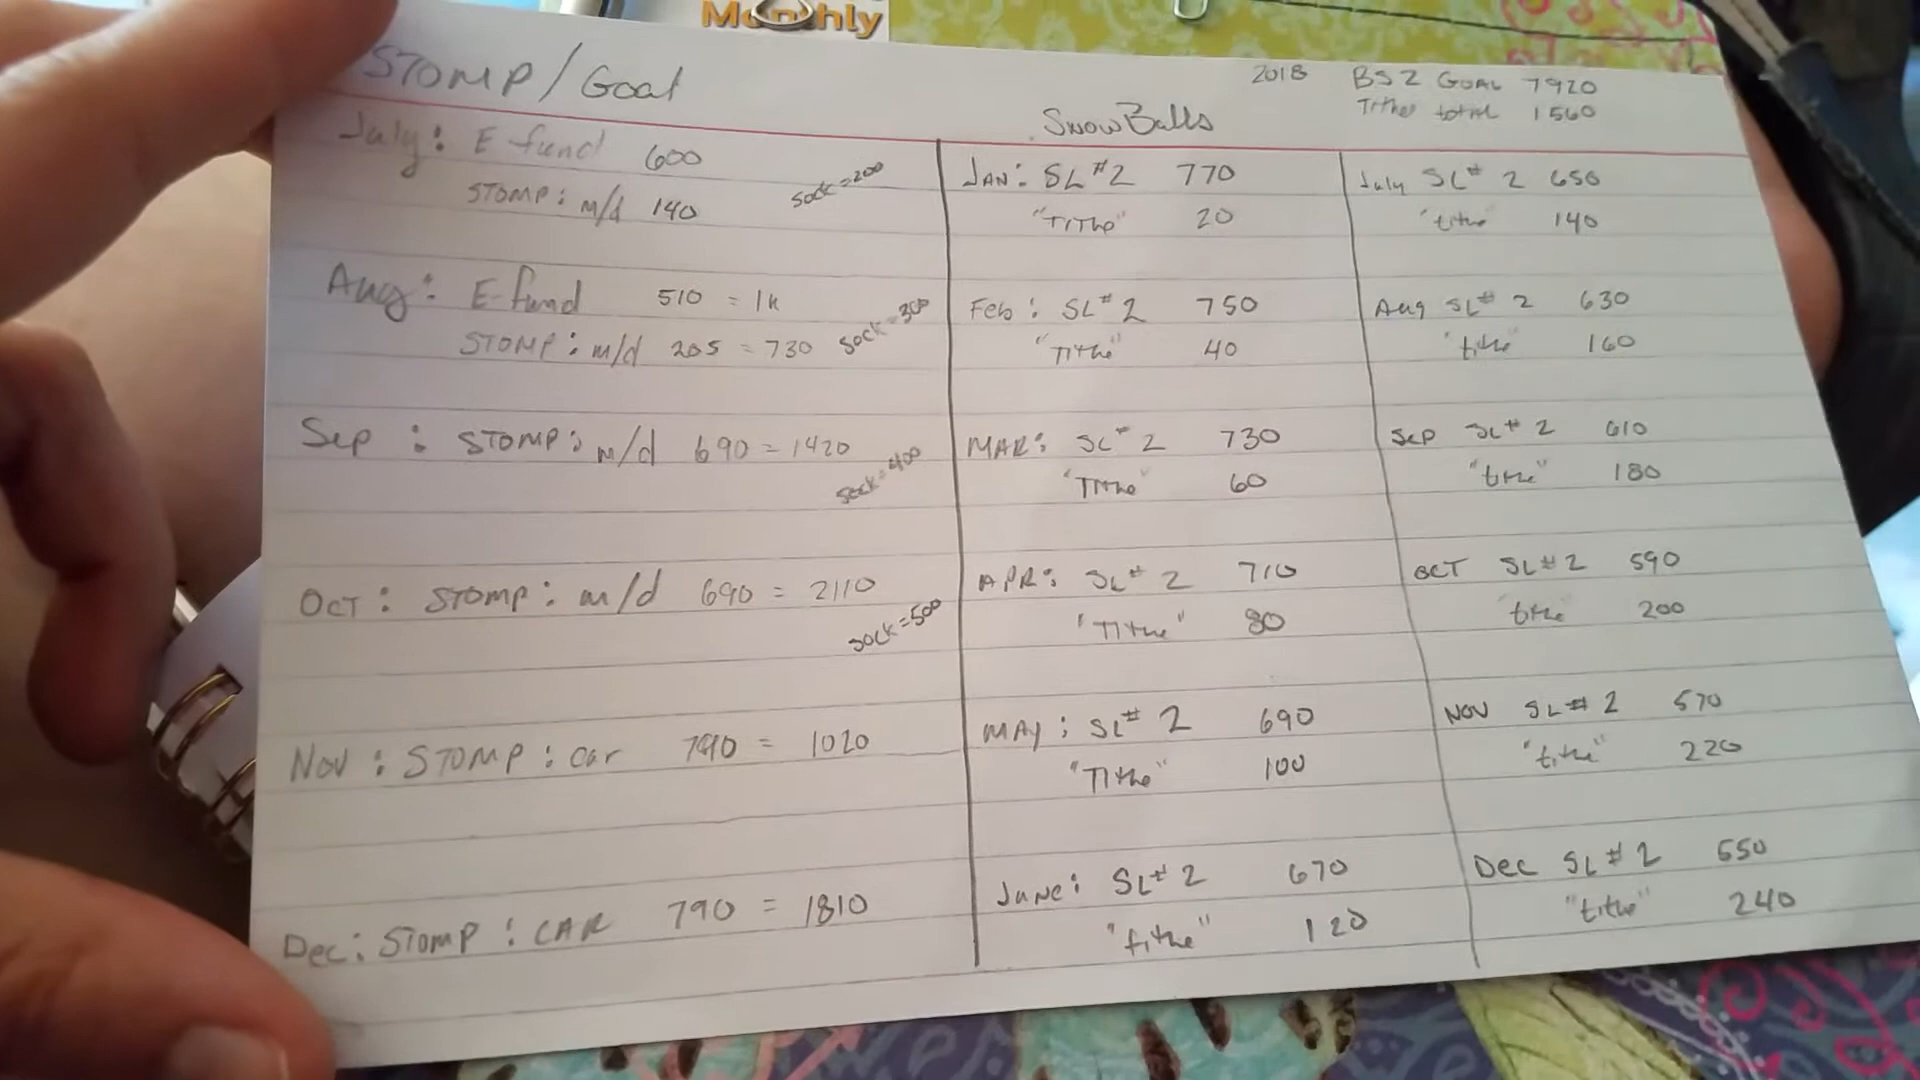 Monthly
STOMP/Goal
2018 BS2 GOAL 7920
Tithe total 1560
SnowBalls
July: E-fund 600
STOMP: m/d 140 sock=200
Aug: E-fund 510 = 1k
STOMP: m/d 205 = 730 sock=300
Sep: STOMP: m/d 690 = 1420
sock=400
Oct: STOMP: m/d 690 = 2110
sock=500
Nov: STOMP: car 790 = 1020
Dec: STOMP: CAR 790 = 1810
JAN: SL #2 770
"Tithe" 20
Feb: SL #2 750
"Tithe" 40
MAR: SL #2 730
"Tithe" 60
APR: SL #2 710
"Tithe" 80
MAY: SL #2 690
"Tithe" 100
June: SL #2 670
"tithe" 120
July SL #2 650
"tithe" 140
Aug SL #2 630
"tithe" 160
Sep SL #2 610
"tithe" 180
OCT SL #2 590
"tithe" 200
NOV SL #2 570
"tithe" 220
Dec SL #2 550
"tithe" 240